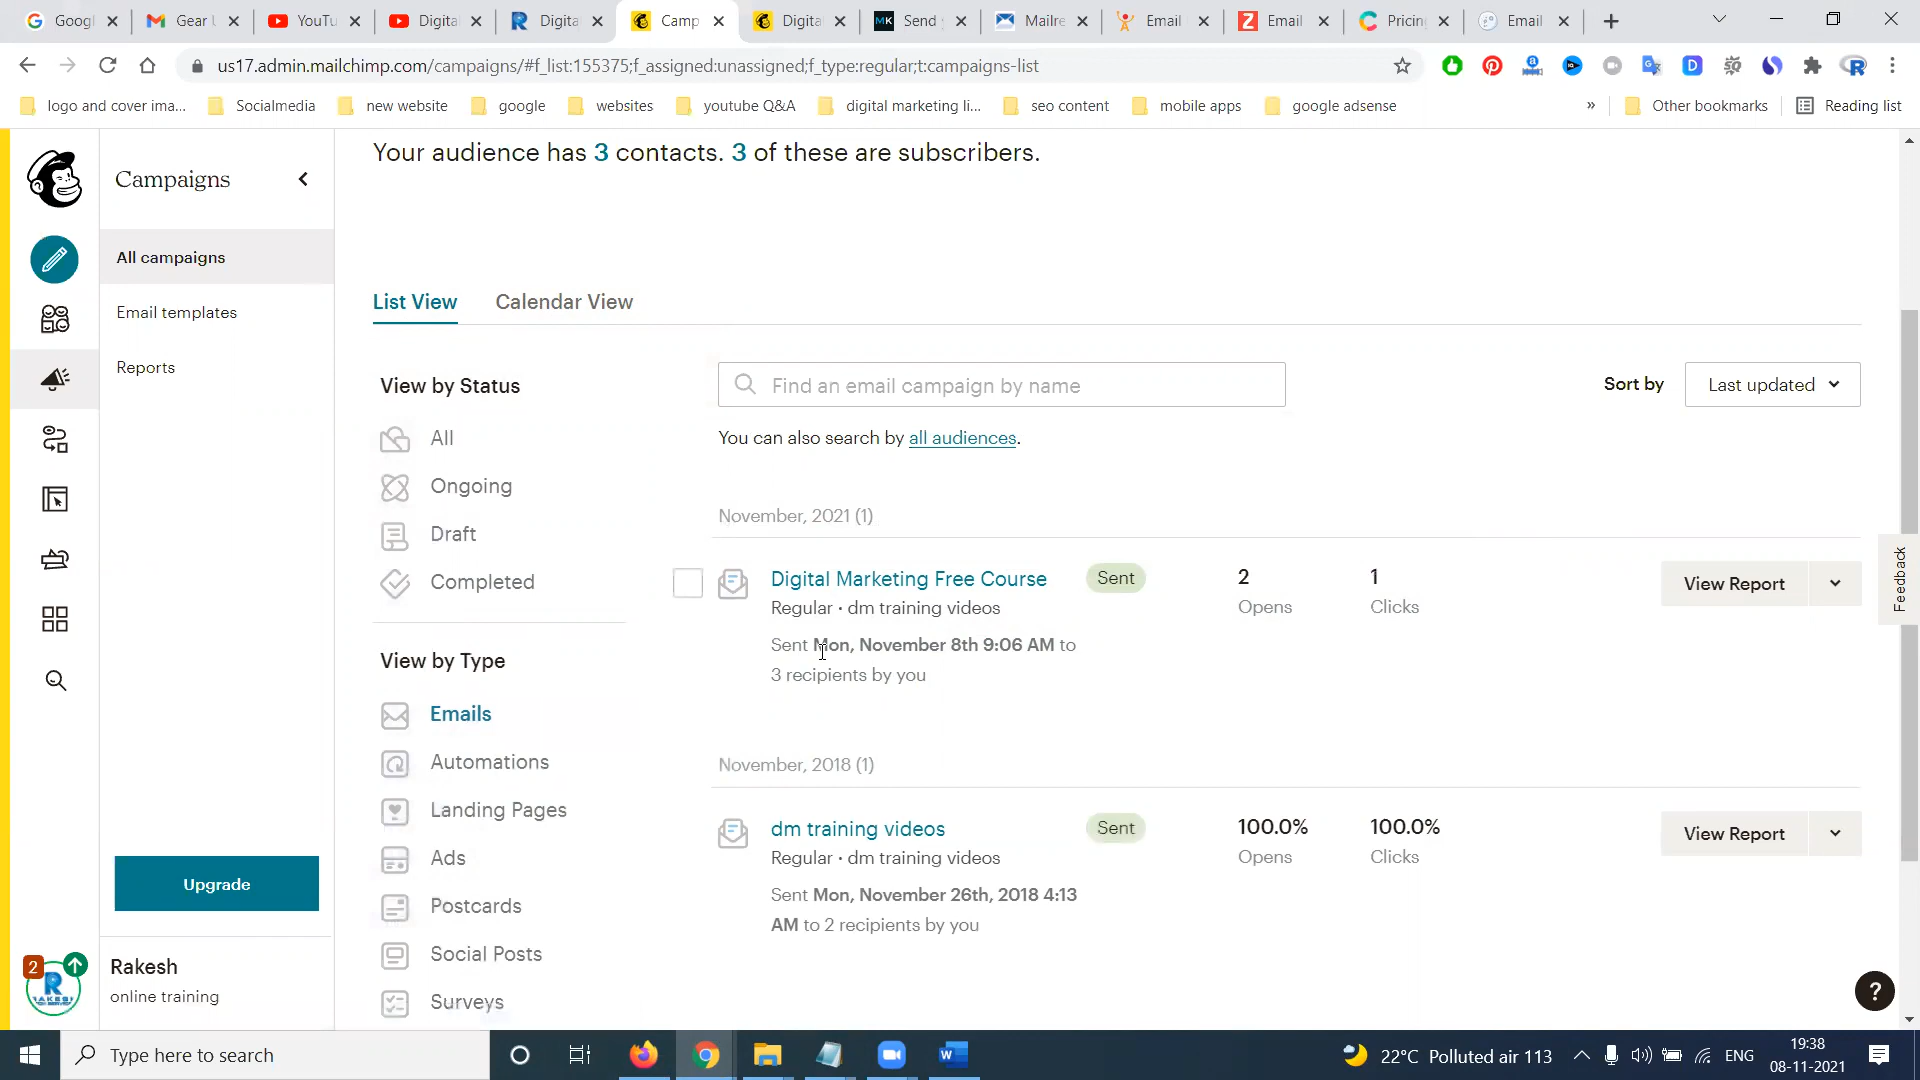 Googl
Gear U
YouTu
Digita
Digita
Camp
Digita
MK
Send
Mailre
Email
Z
Email
Pricin
Email
us17.admin.mailchimp.com/campaigns/#f_list:155375;f_assigned:unassigned;f_type:regular;t:campaigns-list
logo and cover ima...
Socialmedia
new website
google
websites
youtube Q&A
digital marketing li...
seo content
mobile apps
google adsense
»
Other bookmarks
Reading list
Campaigns
All campaigns
Email templates
Reports
Upgrade
2
Rakesh
online training
Your audience has 3 contacts. 3 of these are subscribers.
List View
Calendar View
View by Status
All
Ongoing
Draft
Completed
View by Type
Emails
Automations
Landing Pages
Ads
Postcards
Social Posts
Surveys
Find an email campaign by name
Sort by
Last updated
You can also search by all audiences.
November, 2021 (1)
Digital Marketing Free Course
Sent
2
Opens
1
Clicks
View Report
Regular · dm training videos
Sent Mon, November 8th 9:06 AM to
3 recipients by you
November, 2018 (1)
dm training videos
Sent
100.0%
Opens
100.0%
Clicks
View Report
Regular · dm training videos
Sent Mon, November 26th, 2018 4:13
AM to 2 recipients by you
Feedback
?
Type here to search
22°C Polluted air 113
ENG
19:38
08-11-2021